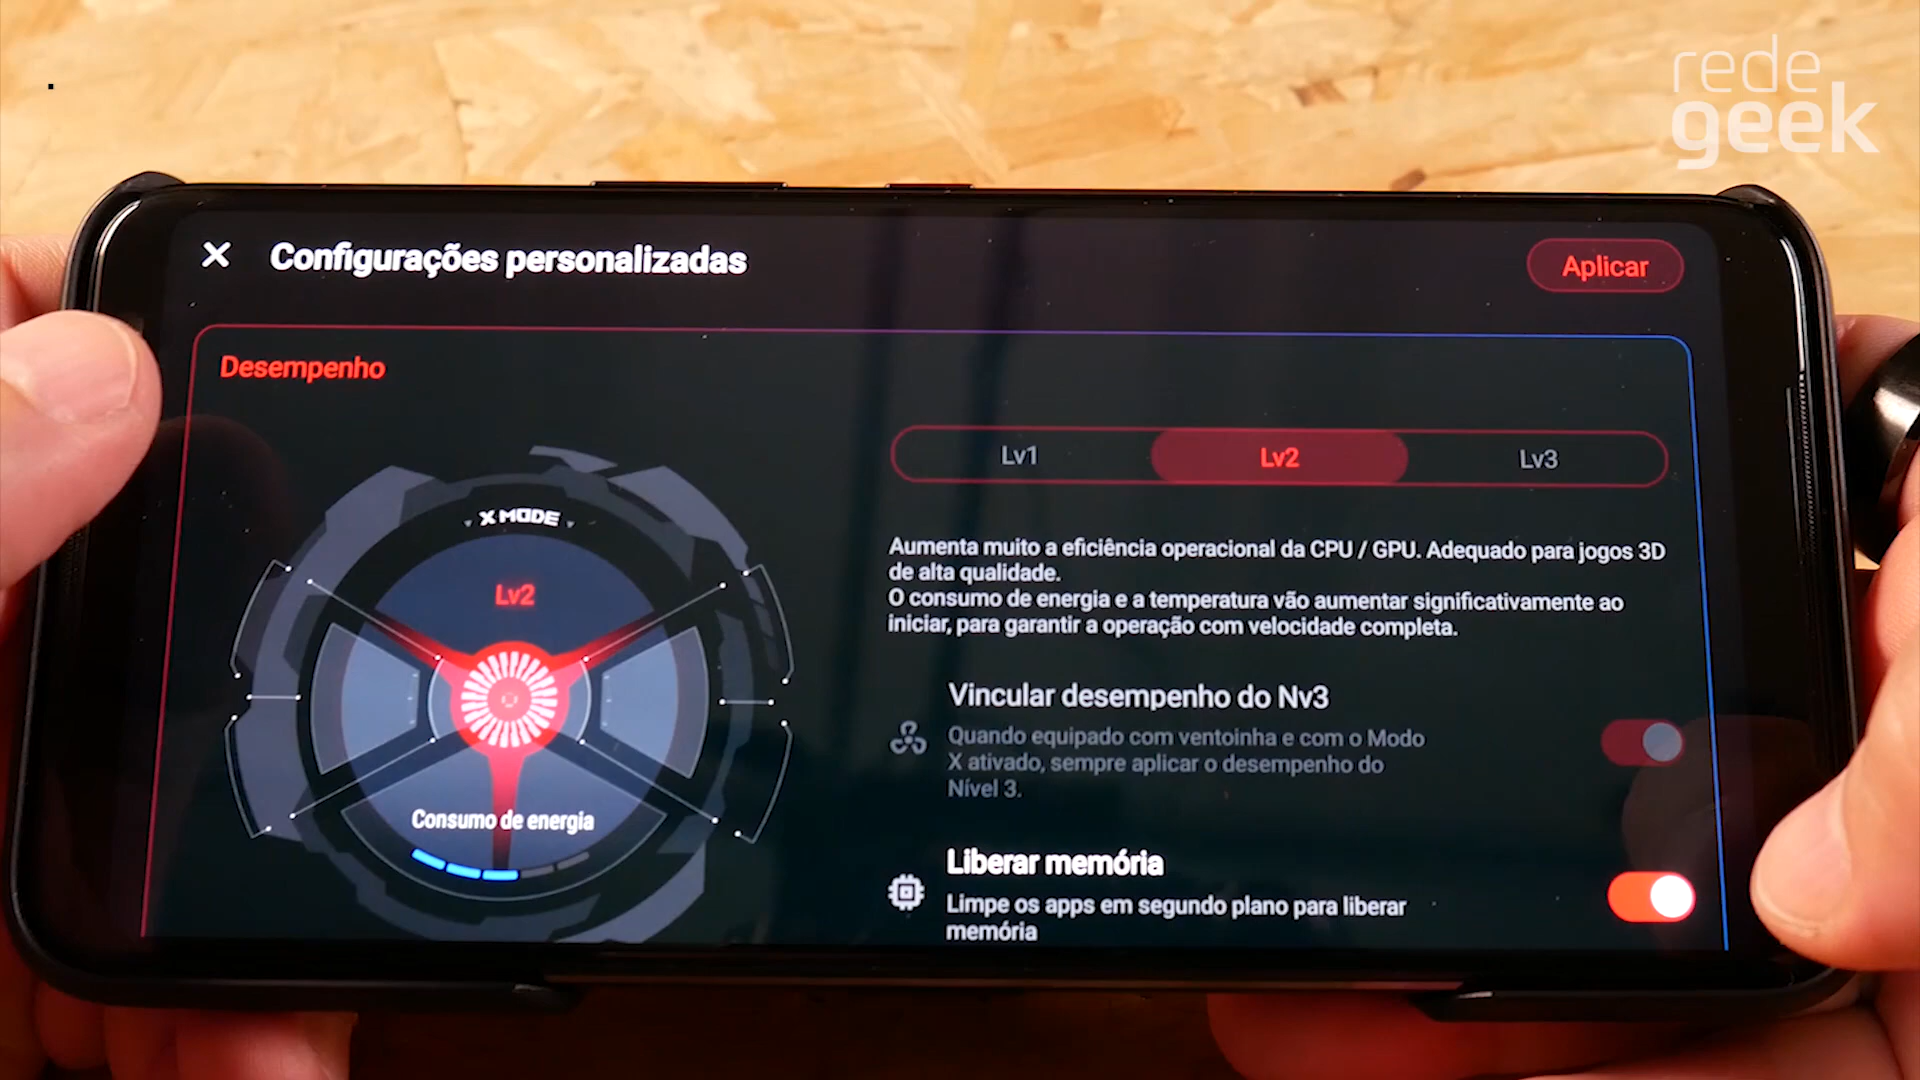 rede
geek
Configurações personalizadas
Aplicar
Desempenho
Lv1
Lv2
Lv3
X MODE
Lv2
Consumo de energia
Aumenta muito a eficiência operacional da CPU / GPU. Adequado para jogos 3D
de alta qualidade.
O consumo de energia e a temperatura vão aumentar significativamente ao
iniciar, para garantir a operação com velocidade completa.
Vincular desempenho do Nv3
Quando equipado com ventoinha e com o Modo
X ativado, sempre aplicar o desempenho do
Nível 3.
Liberar memória
Limpe os apps em segundo plano para liberar
memória